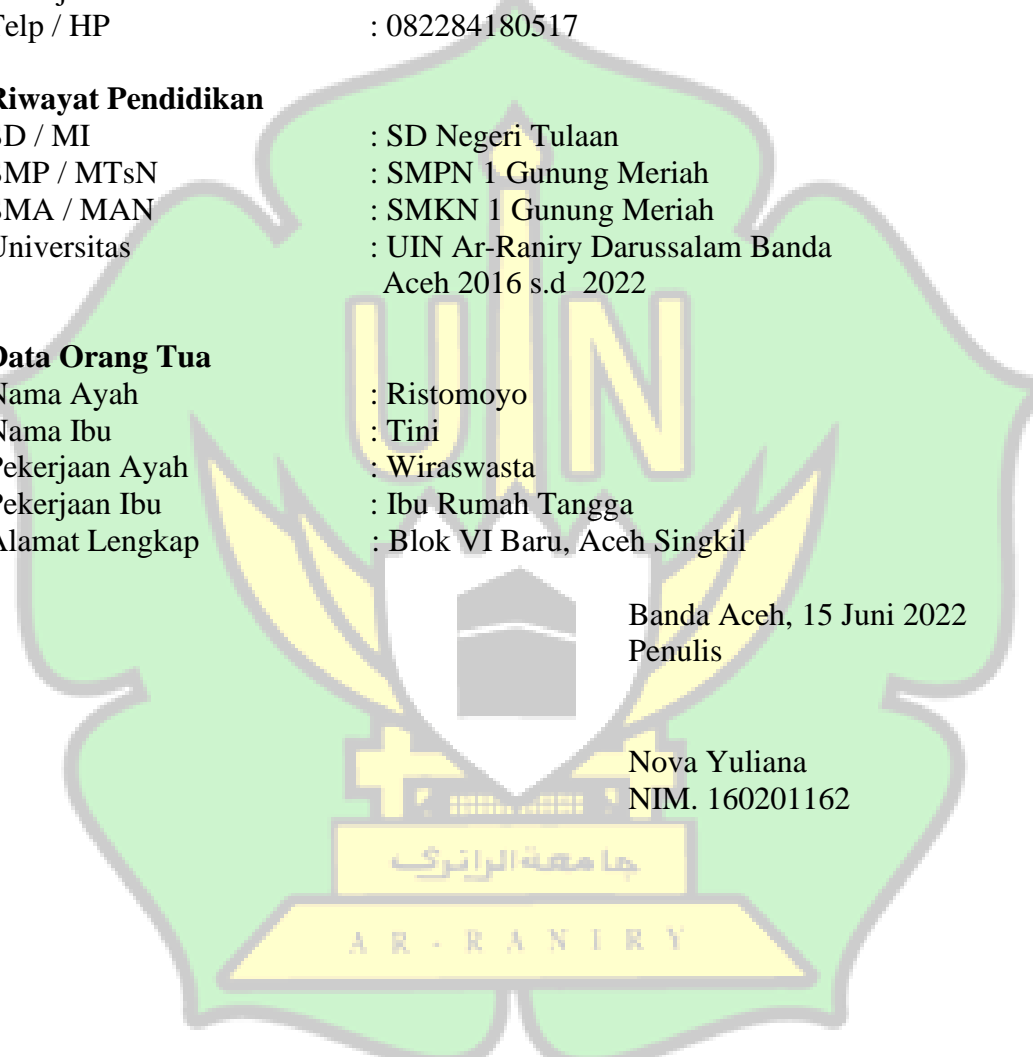 Telp / HP : 082284180517
Riwayat Pendidikan
SD / MI : SD Negeri Tulaan
SMP / MTsN : SMPN 1 Gunung Meriah
SMA / MAN : SMKN 1 Gunung Meriah
Universitas : UIN Ar-Raniry Darussalam Banda
Aceh 2016 s.d 2022
Data Orang Tua
Nama Ayah : Ristomoyo
Nama Ibu : Tini
Pekerjaan Ayah : Wiraswasta
Pekerjaan Ibu : Ibu Rumah Tangga
Alamat Lengkap : Blok VI Baru, Aceh Singkil
Banda Aceh, 15 Juni 2022
Penulis
Nova Yuliana
NIM. 160201162
UIN
جامعة الرانري
AR-RANIRY